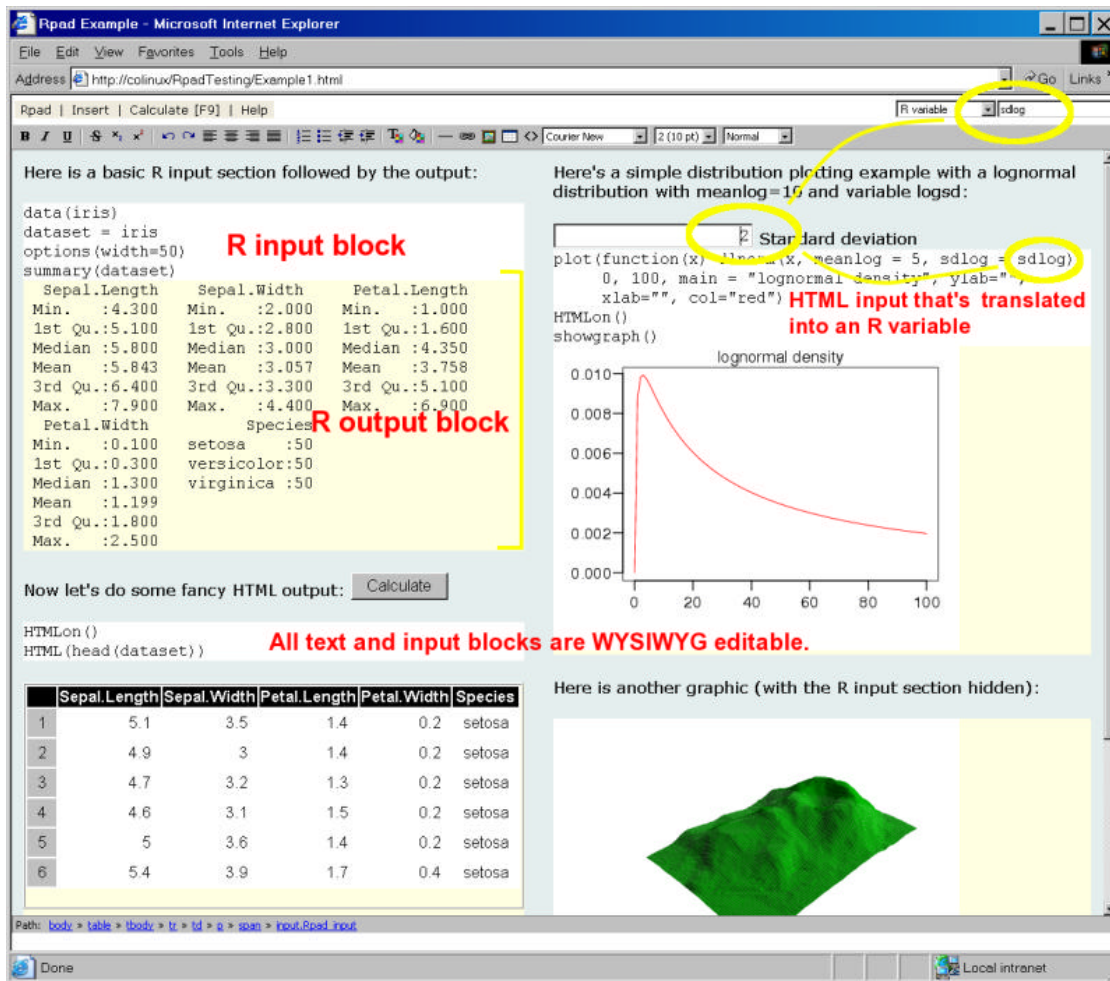 Rpad Example - Microsoft Internet Explorer
File Edit View Favorites Tools Help
Address http://colinux/RpadTesting/Example1.html Go Links
Rpad | Insert | Calculate [F9] | Help R variable sdlog
B I U S Courier New 2 (10 pt) Normal
Here is a basic R input section followed by the output:
data(iris)
dataset = iris
options(width=50)
summary(dataset)
R input block
Sepal.Length Sepal.Width Petal.Length
Min. :4.300 Min. :2.000 Min. :1.000
1st Qu.:5.100 1st Qu.:2.800 1st Qu.:1.600
Median :5.800 Median :3.000 Median :4.350
Mean :5.843 Mean :3.057 Mean :3.758
3rd Qu.:6.400 3rd Qu.:3.300 3rd Qu.:5.100
Max. :7.900 Max. :4.400 Max. :6.900
Petal.Width Species
Min. :0.100 setosa :50
1st Qu.:0.300 versicolor:50
Median :1.300 virginica :50
Mean :1.199
3rd Qu.:1.800
Max. :2.500
R output block
Now let's do some fancy HTML output: Calculate
HTMLon()
HTML(head(dataset))
All text and input blocks are WYSIWYG editable.
Sepal.Length Sepal.Width Petal.Length Petal.Width Species
1 5.1 3.5 1.4 0.2 setosa
2 4.9 3 1.4 0.2 setosa
3 4.7 3.2 1.3 0.2 setosa
4 4.6 3.1 1.5 0.2 setosa
5 5 3.6 1.4 0.2 setosa
6 5.4 3.9 1.7 0.4 setosa
Here's a simple distribution plotting example with a lognormal
distribution with meanlog=10 and variable logsd:
2 Standard deviation
plot(function(x) dlnorm(x, meanlog = 5, sdlog = sdlog)
0, 100, main = "lognormal density", ylab="",
xlab="", col="red")
HTMLon()
showgraph()
HTML input that's translated
into an R variable
lognormal density
0.010
0.008
0.006
0.004
0.002
0.000
0 20 40 60 80 100
Here is another graphic (with the R input section hidden):
Path: body » table » tbody » tr » td » p » span » input.Rpad_input
Done Local intranet